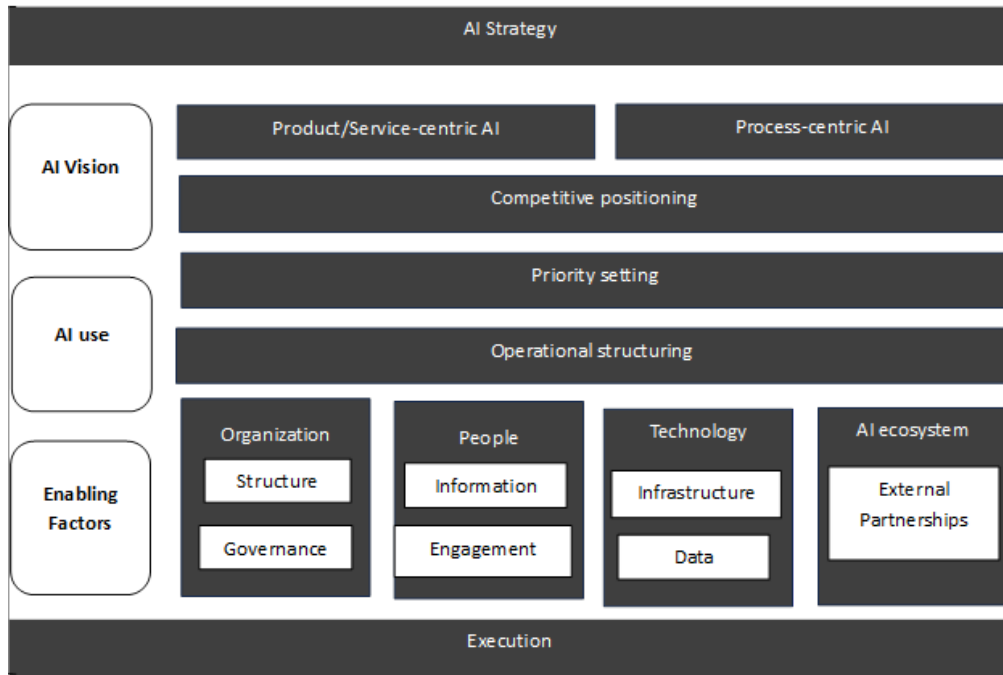 AI Strategy
Product/Service-centric AI
Process-centric AI
AI Vision
Competitive positioning
Priority setting
AI use
Operational structuring
Organization
People
Technology
AI ecosystem
Structure
Information
Infrastructure
External
Partnerships
Enabling
Factors
Governance
Engagement
Data
Execution